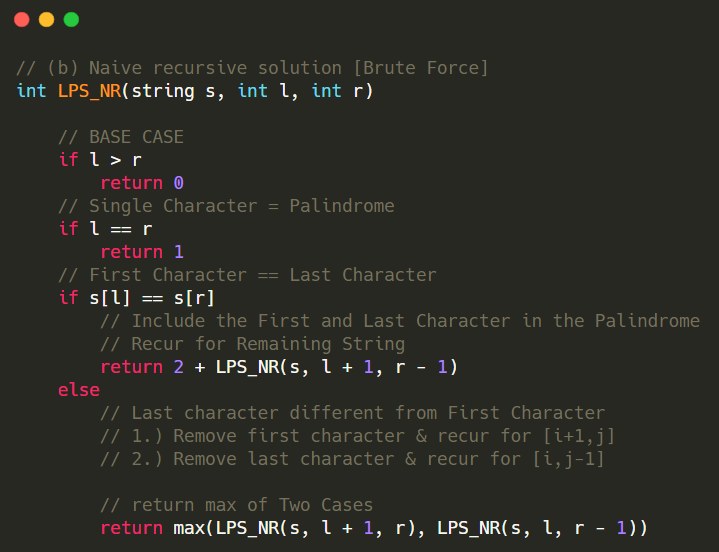 // (b) Naive recursive solution [Brute Force]
int LPS_NR(string s, int l, int r)
// BASE CASE
if l > r
return 0
// Single Character = Palindrome
if l == r
return 1
// First Character == Last Character
if s[l] == s[r]
// Include the First and Last Character in the Palindrome
// Recur for Remaining String
return 2 + LPS_NR(s, l + 1, r - 1)
else
// Last character different from First Character
// 1.) Remove first character & recur for [i+1,j]
// 2.) Remove last character & recur for [i,j-1]
// return max of Two Cases
return max(LPS_NR(s, l + 1, r), LPS_NR(s, l, r - 1))